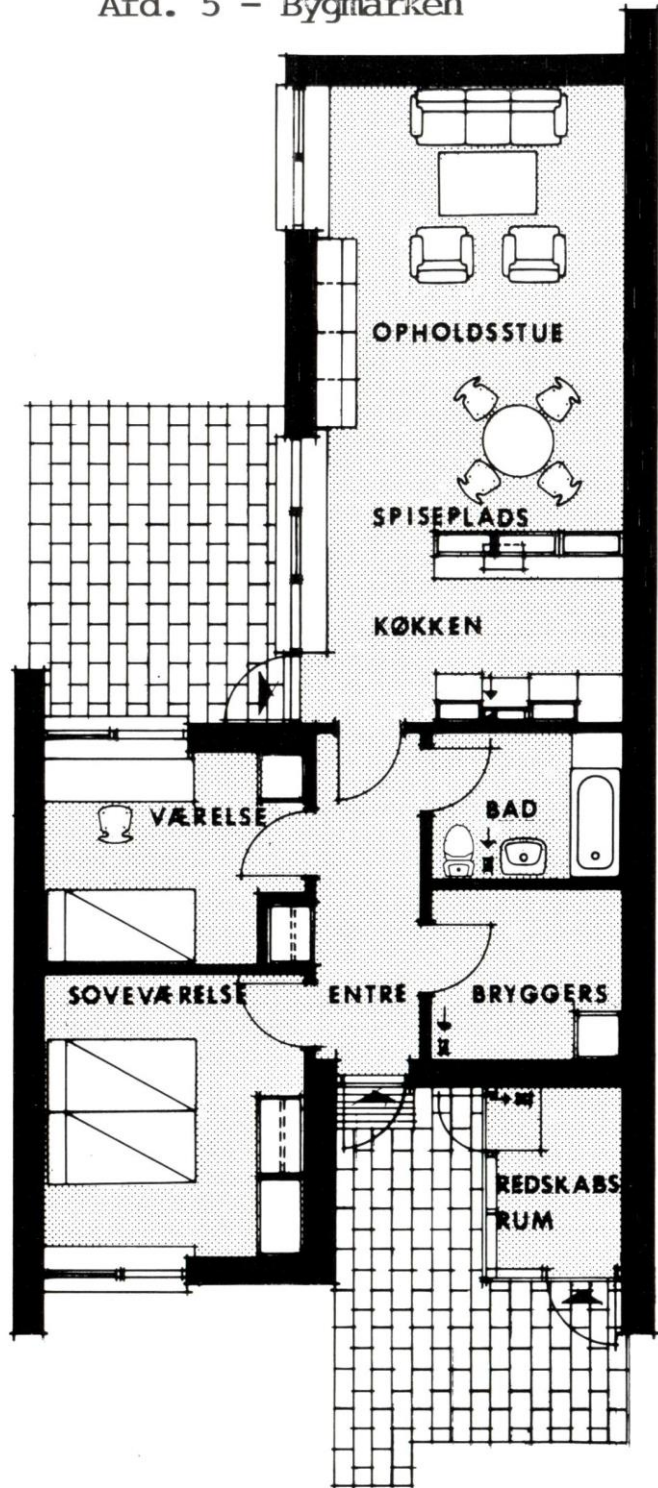 Afd. 5 - Bygmarken
OPHOLDSSTUE
SPISEPLADS
KØKKEN
VÆRELSE
BAD
SOVEVÆRELSE
ENTRE
BRYGGERS
REDSKABS
RUM